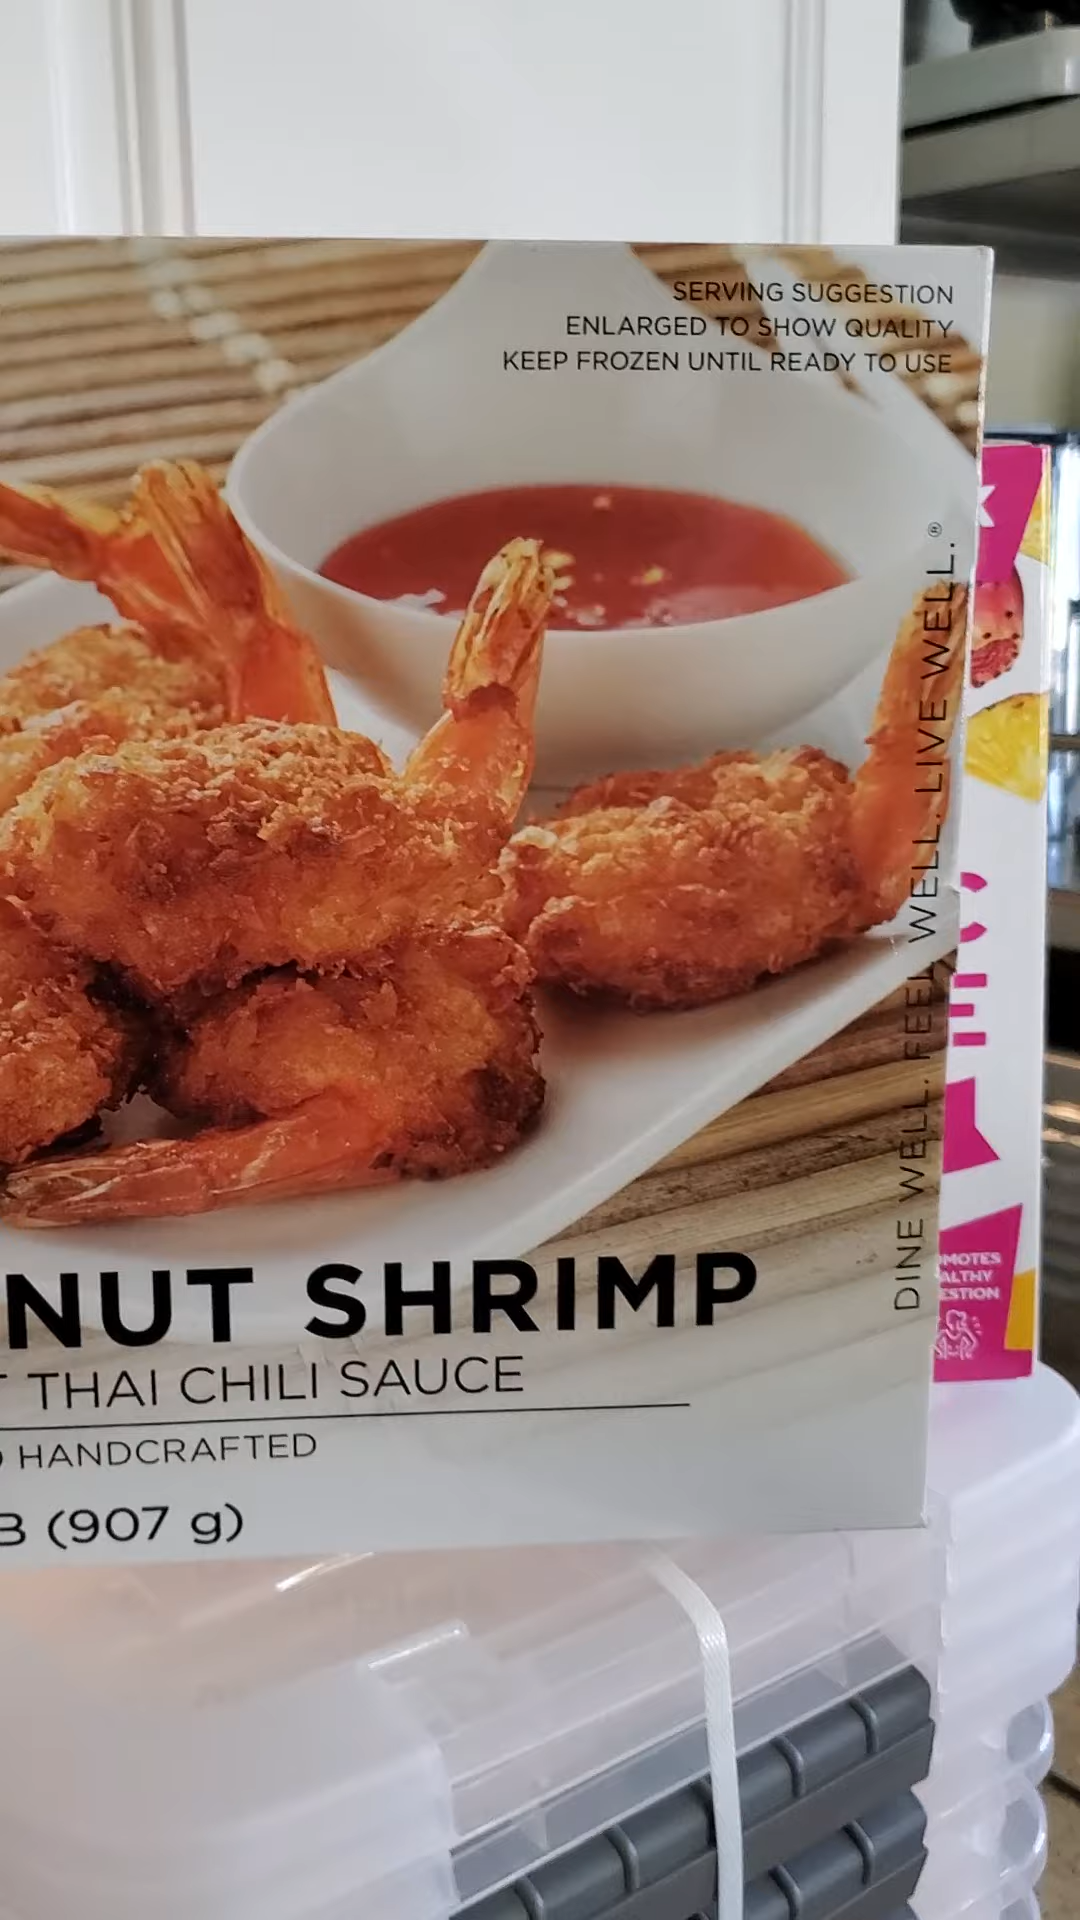 SERVING SUGGESTION
ENLARGED TO SHOW QUALITY
KEEP FROZEN UNTIL READY TO USE
DINE WELL. FEEL WELL. LIVE WELL.®
NUT SHRIMP
THAI CHILI SAUCE
HANDCRAFTED
B (907 g)
OMOTES
ALTHY
ESTION